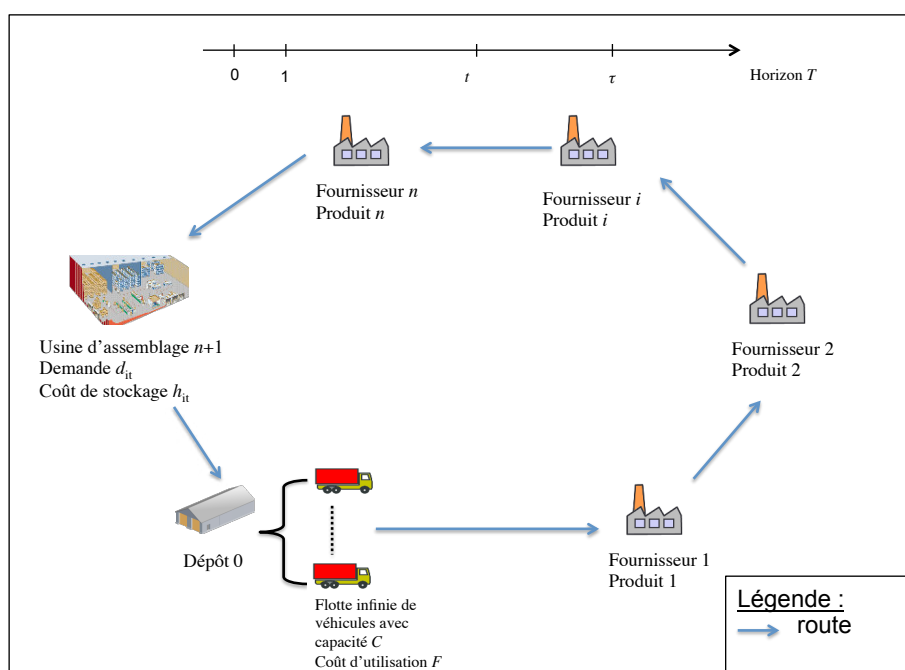 0
1
t
τ
Horizon T
Fournisseur n
Produit n
Fournisseur i
Produit i
Usine d'assemblage n+1
Demande dit
Coût de stockage hit
Fournisseur 2
Produit 2
Dépôt 0
Fournisseur 1
Produit 1
Flotte infinie de
véhicules avec
capacité C
Coût d'utilisation F
Légende :
route